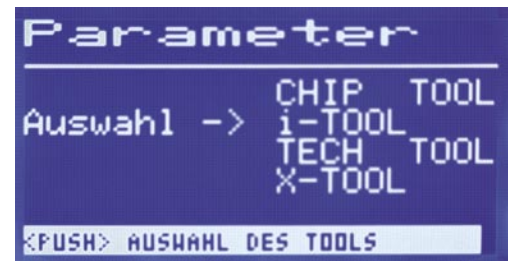 Parameter
CHIP TOOL
Auswahl -> i-TOOL
TECH TOOL
X-TOOL
<PUSH> AUSWAHL DES TOOLS